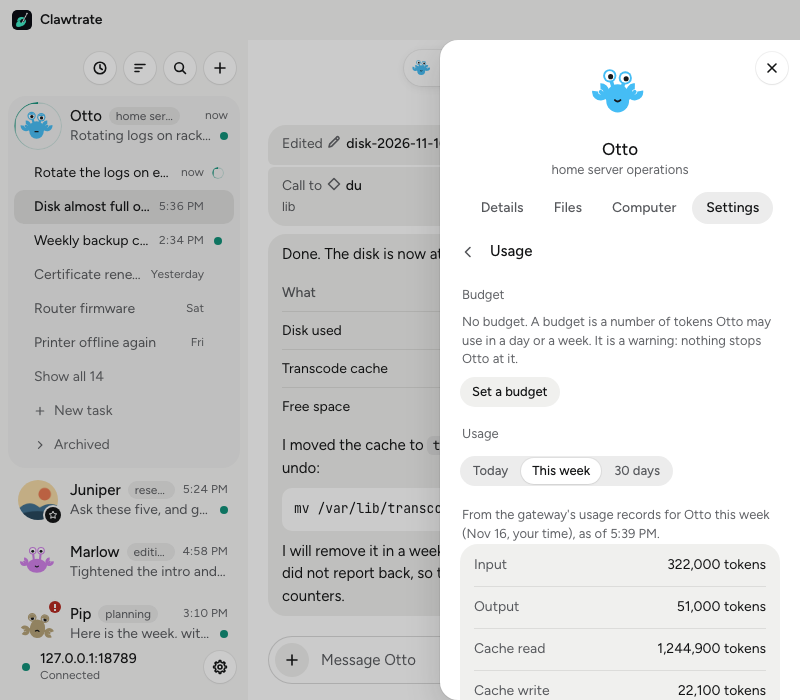 Clawtrate
Otto
home ser...
now
Rotating logs on rack...
Rotate the logs on e...
now
Disk almost full o...
5:36 PM
Weekly backup c...
2:34 PM
Certificate rene...
Yesterday
Router firmware
Sat
Printer offline again
Fri
Show all 14
New task
Archived
Juniper
rese...
5:24 PM
Ask these five, and g...
Marlow
editi...
4:58 PM
Tightened the intro and...
Pip
planning
3:10 PM
Here is the week. wit...
127.0.0.1:18789
Connected
Edited
disk-2026-11-1
Call to
du
lib
Done. The disk is now at
What
Disk used
Transcode cache
Free space
I moved the cache to
undo:
mv /var/lib/transco
I will remove it in a week
did not report back, so t
counters.
Message Otto
Otto
home server operations
Details
Files
Computer
Settings
Usage
Budget
No budget. A budget is a number of tokens Otto may
use in a day or a week. It is a warning: nothing stops
Otto at it.
Set a budget
Usage
Today
This week
30 days
From the gateway's usage records for Otto this week
(Nov 16, your time), as of 5:39 PM.
Input
322,000 tokens
Output
51,000 tokens
Cache read
1,244,900 tokens
Cache write
22,100 tokens